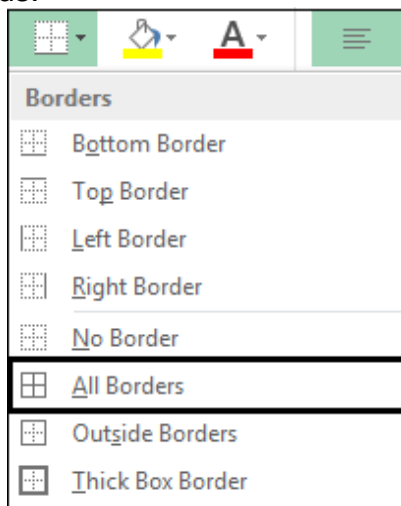 A
Borders
Bottom Border
Top Border
Left Border
Right Border
No Border
All Borders
Outside Borders
Thick Box Border